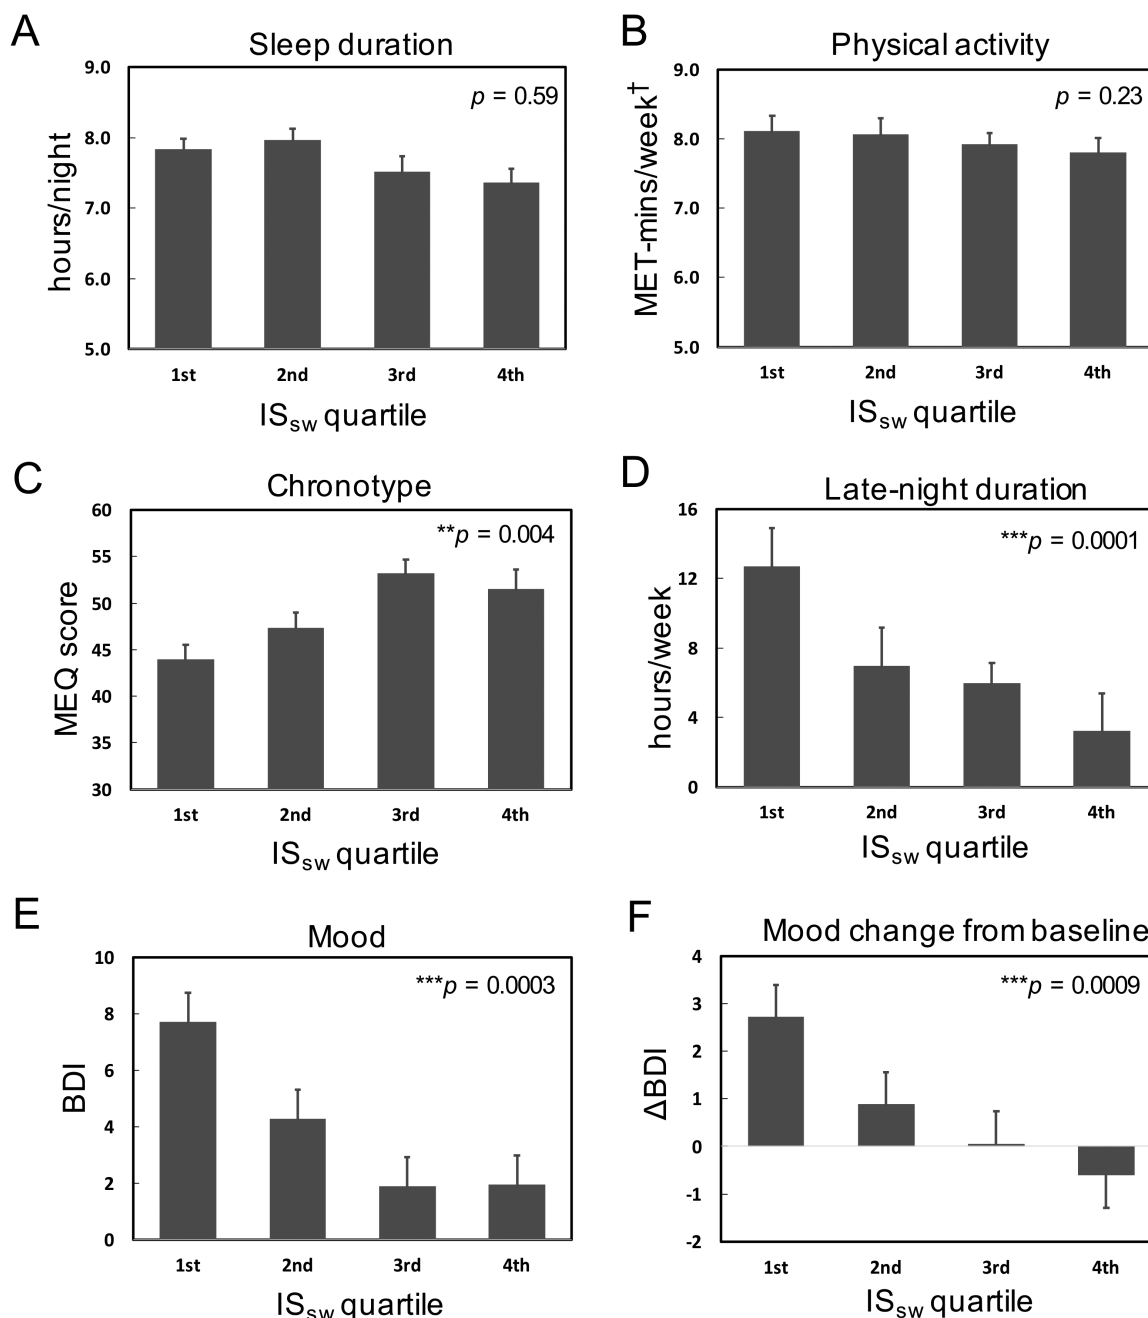 A
Sleep duration
p = 0.59
hours/night
9.0
8.0
7.0
6.0
5.0
1st 2nd 3rd 4th
ISsw quartile
B
Physical activity
p = 0.23
MET-mins/week†
9.0
8.0
7.0
6.0
5.0
1st 2nd 3rd 4th
ISsw quartile
C
Chronotype
**p = 0.004
MEQ score
60
55
50
45
40
35
30
1st 2nd 3rd 4th
ISsw quartile
D
Late-night duration
***p = 0.0001
hours/week
16
12
8
4
0
1st 2nd 3rd 4th
ISsw quartile
E
Mood
***p = 0.0003
BDI
10
8
6
4
2
0
1st 2nd 3rd 4th
ISsw quartile
F
Mood change from baseline
***p = 0.0009
ΔBDI
4
3
2
1
0
-1
-2
1st 2nd 3rd 4th
ISsw quartile